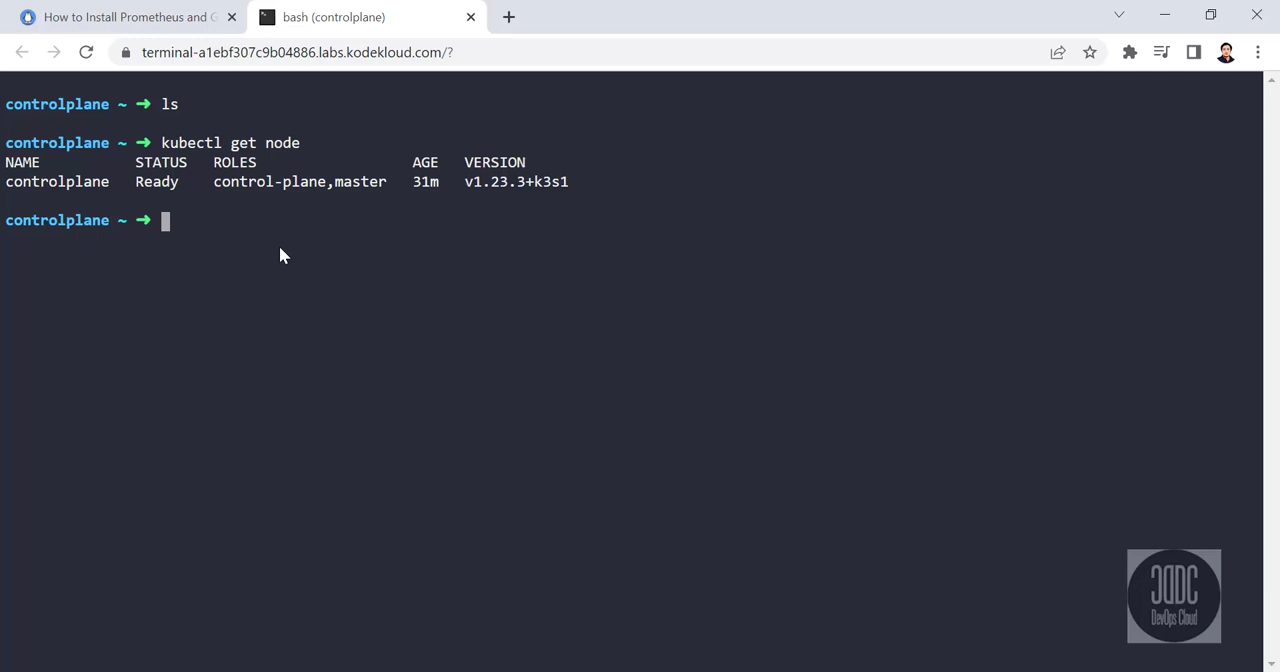 How to Install Prometheus and G
bash (controlplane)
terminal-a1ebf307c9b04886.labs.kodekloud.com/?
controlplane ~ ➜ ls
controlplane ~ ➜ kubectl get node
NAME STATUS ROLES AGE VERSION
controlplane Ready control-plane,master 31m v1.23.3+k3s1
controlplane ~ ➜
DevOps Cloud